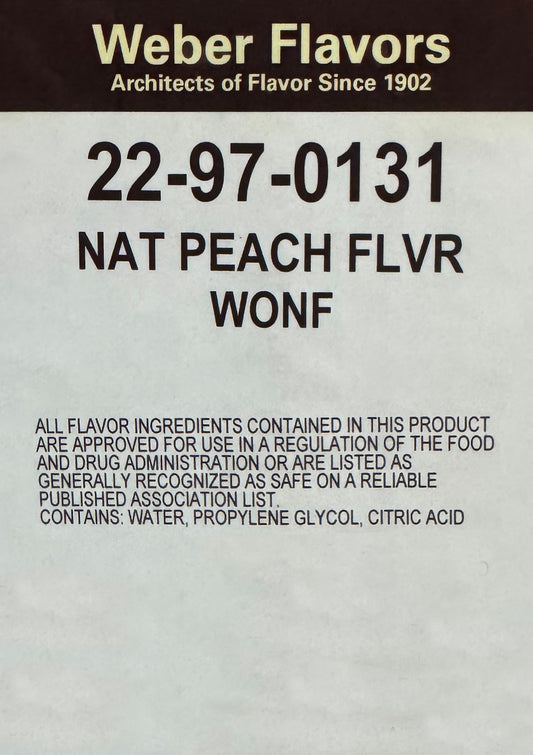 Weber Flavors
Architects of Flavor Since 1902
22-97-0131
NAT PEACH FLVR
WONF
ALL FLAVOR INGREDIENTS CONTAINED IN THIS PRODUCT
ARE APPROVED FOR USE IN A REGULATION OF THE FOOD
AND DRUG ADMINISTRATION OR ARE LISTED AS
GENERALLY RECOGNIZED AS SAFE ON A RELIABLE
PUBLISHED ASSOCIATION LIST.
CONTAINS: WATER, PROPYLENE GLYCOL, CITRIC ACID